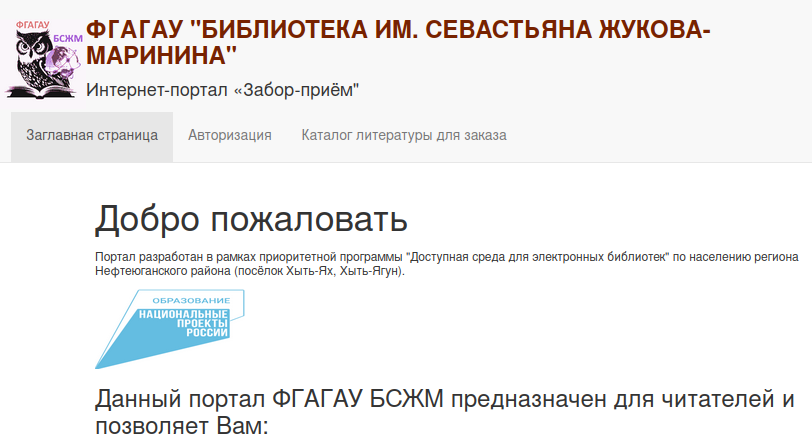 ФГАГАУ
БСЖМ
ФГАГАУ "БИБЛИОТЕКА ИМ. СЕВАСТЬЯНА ЖУКОВА-
МАРИНИНА"
Интернет-портал «Забор-приём"
Заглавная страница
Авторизация
Каталог литературы для заказа
Добро пожаловать
Портал разработан в рамках приоритетной программы "Доступная среда для электронных библиотек" по населению региона
Нефтеюганского района (посёлок Хыть-Ях, Хыть-Ягун).
ОБРАЗОВАНИЕ
НАЦИОНАЛЬНЫЕ
ПРОЕКТЫ
РОССИИ
Данный портал ФГАГАУ БСЖМ предназначен для читателей и
позволяет Вам: